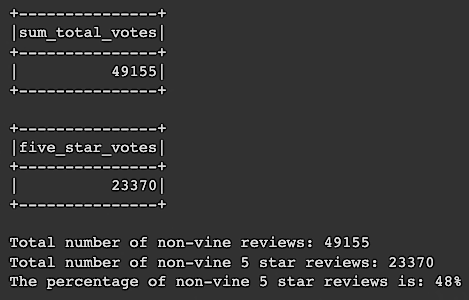 +---------------+
|sum_total_votes|
+---------------+
|          49155|
+---------------+

+---------------+
|five_star_votes|
+---------------+
|          23370|
+---------------+

Total number of non-vine reviews: 49155
Total number of non-vine 5 star reviews: 23370
The percentage of non-vine 5 star reviews is: 48%